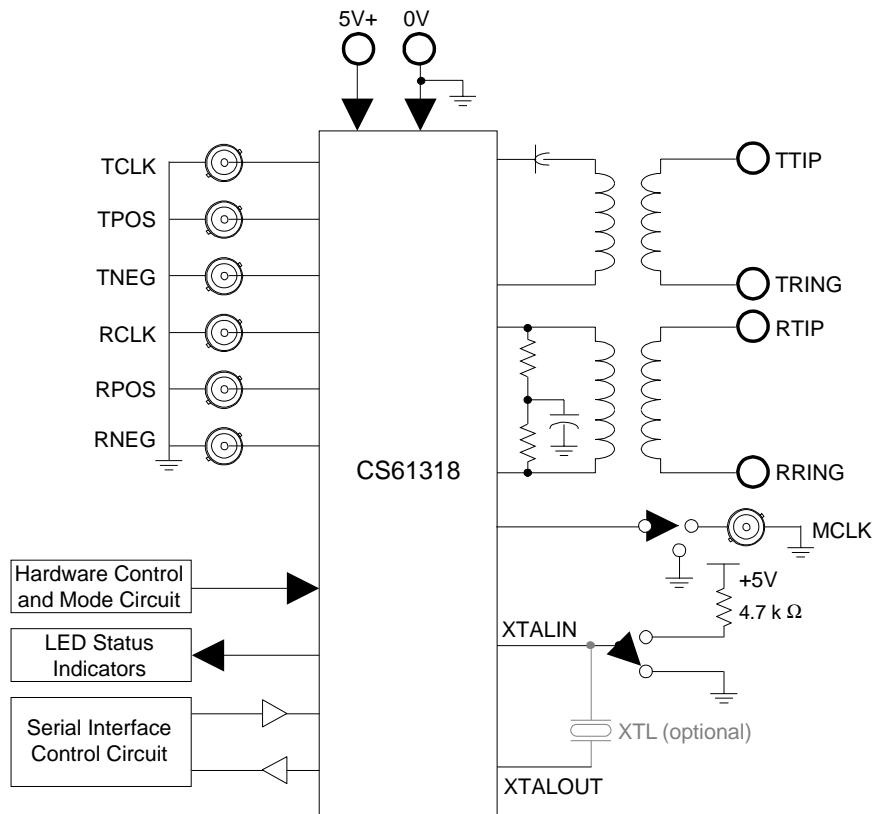 5V+
0V
TCLK
TPOS
TNEG
RCLK
RPOS
RNEG
CS61318
TTIP
TRING
RTIP
RRING
MCLK
+5V
4.7 k Ω
XTALIN
XTL (optional)
XTALOUT
Hardware Control
and Mode Circuit
LED Status
Indicators
Serial Interface
Control Circuit